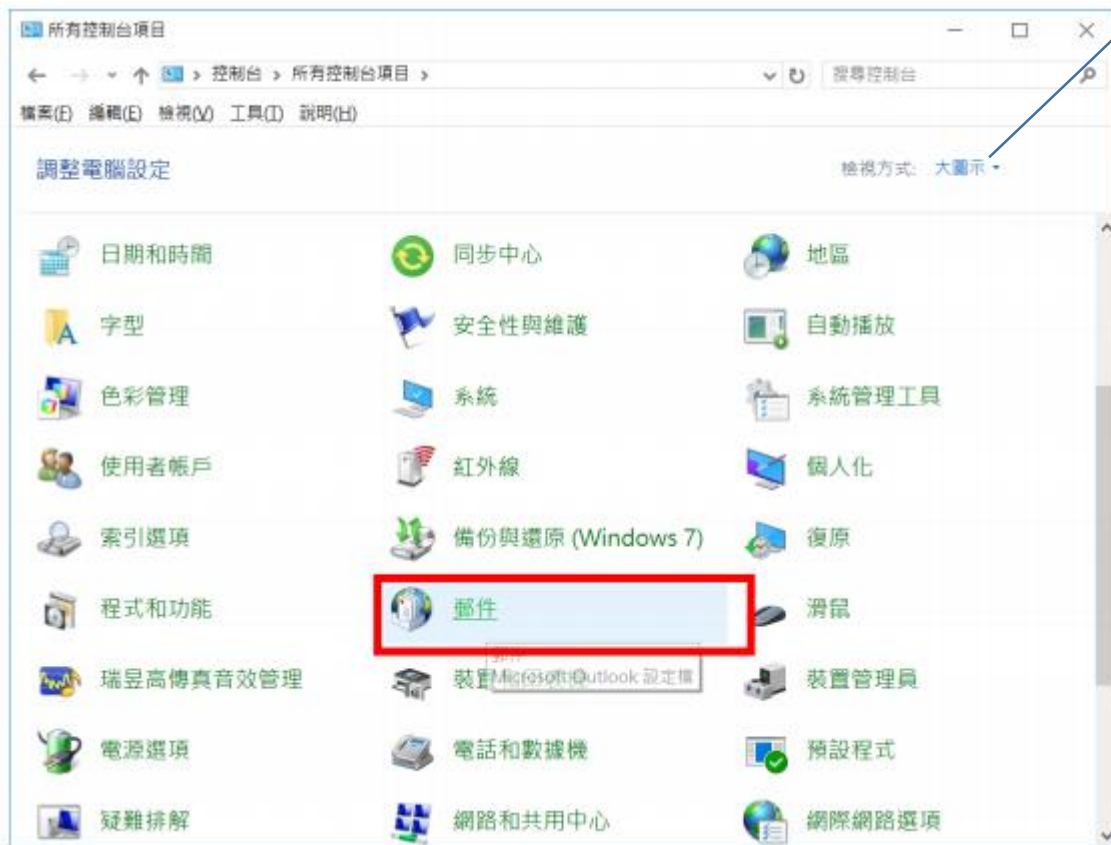 所有控制台項目
控制台 › 所有控制台項目 ›
搜尋控制台
檔案(F) 編輯(E) 檢視(V) 工具(T) 說明(H)
調整電腦設定
檢視方式: 大圖示
日期和時間 同步中心 地區
字型 安全性與維護 自動播放
色彩管理 系統 系統管理工具
使用者帳戶 紅外線 個人化
索引選項 備份與還原 (Windows 7) 復原
程式和功能 郵件 滑鼠
郵件
瑞昱高傳真音效管理 裝置 裝置管理員
Microsoft Outlook 設定檔
電源選項 電話和數據機 預設程式
疑難排解 網路和共用中心 網際網路選項